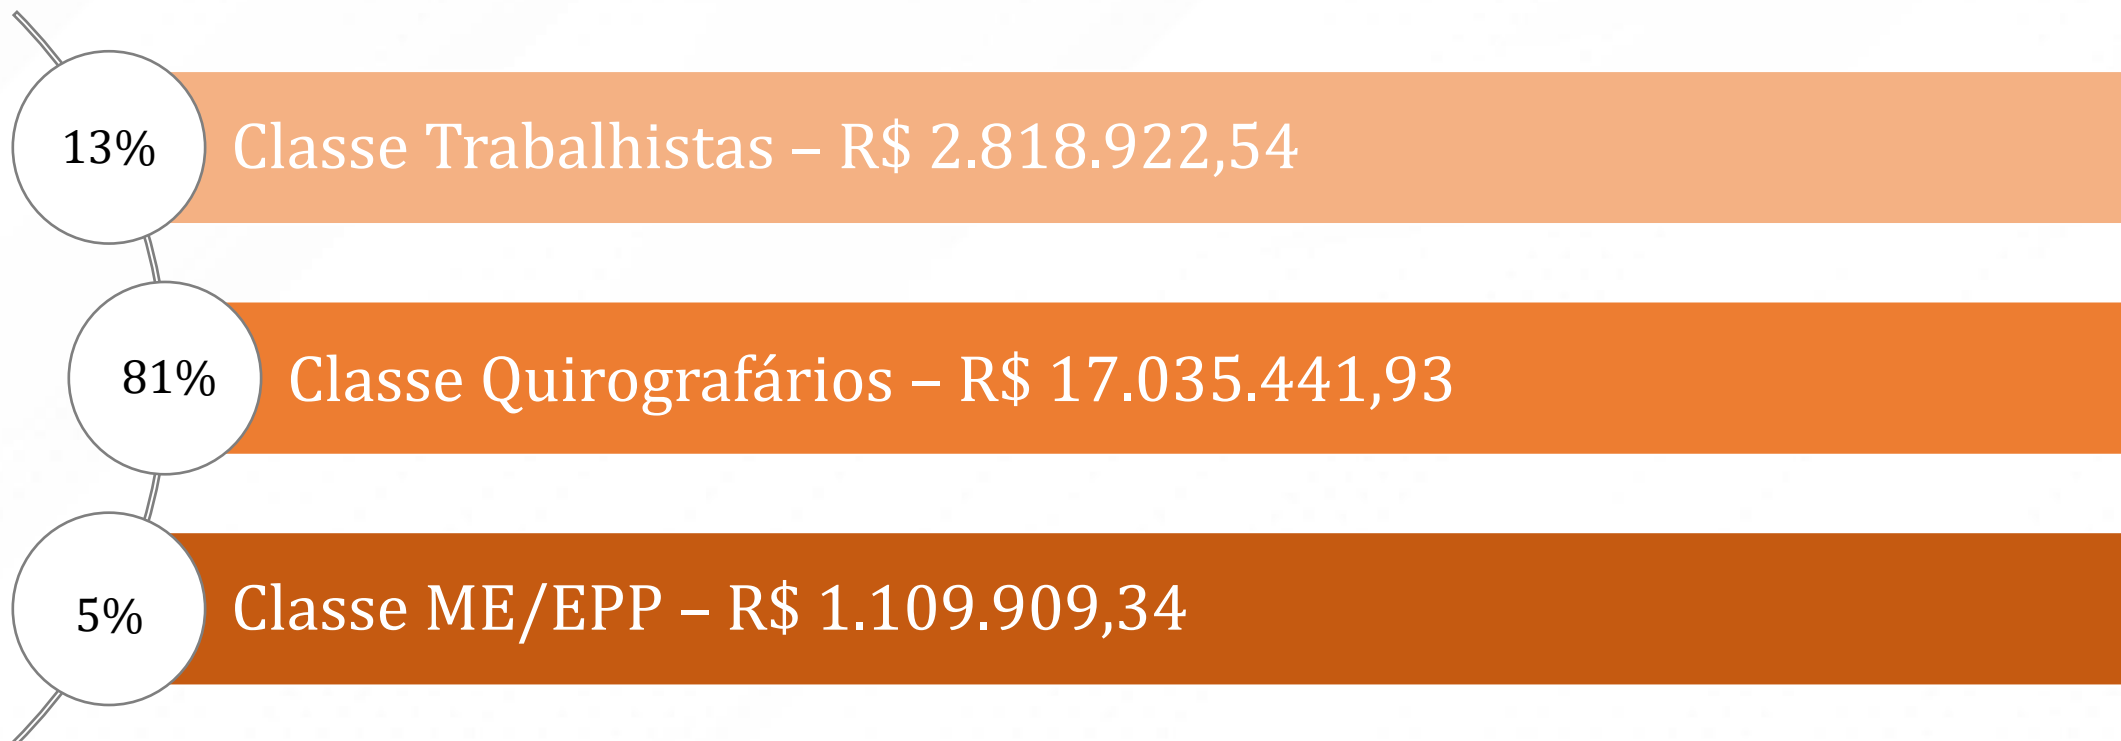 13%
Classe Trabalhistas – R$ 2.818.922,54
81%
Classe Quirografários – R$ 17.035.441,93
5%
Classe ME/EPP – R$ 1.109.909,34